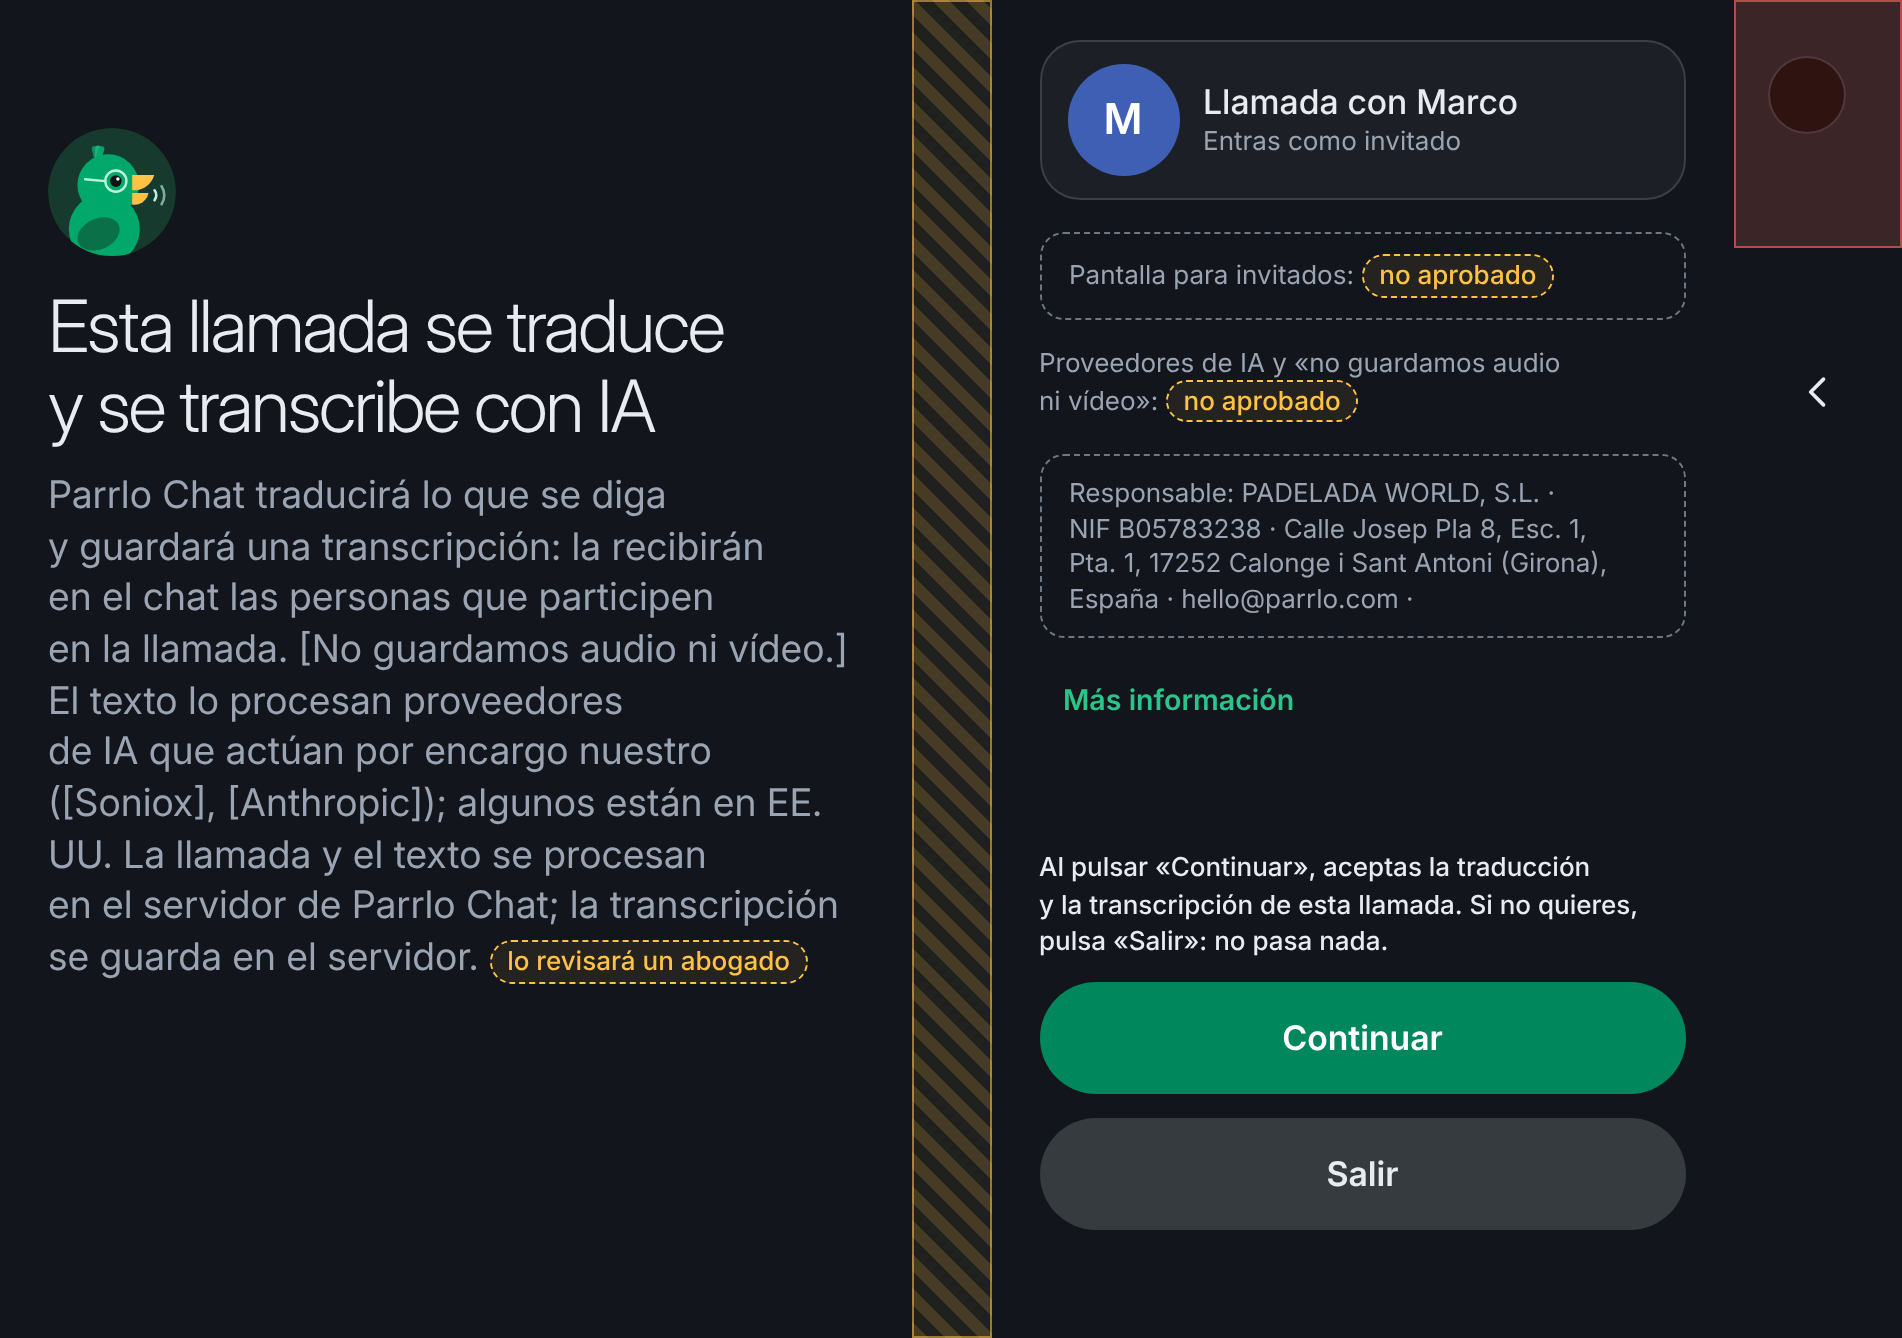 Esta llamada se traduce
y se transcribe con IA
Parrlo Chat traducirá lo que se diga
y guardará una transcripción: la recibirán
en el chat las personas que participen
en la llamada. [No guardamos audio ni vídeo.]
El texto lo procesan proveedores
de IA que actúan por encargo nuestro
([Soniox], [Anthropic]); algunos están en EE.
UU. La llamada y el texto se procesan
en el servidor de Parrlo Chat; la transcripción
se guarda en el servidor. lo revisará un abogado
M
Llamada con Marco
Entras como invitado
Pantalla para invitados: no aprobado
Proveedores de IA y «no guardamos audio
ni vídeo»: no aprobado
Responsable: PADELADA WORLD, S.L. ·
NIF B05783238 · Calle Josep Pla 8, Esc. 1,
Pta. 1, 17252 Calonge i Sant Antoni (Girona),
España · hello@parrlo.com ·
Más información
Al pulsar «Continuar», aceptas la traducción
y la transcripción de esta llamada. Si no quieres,
pulsa «Salir»: no pasa nada.
Continuar
Salir